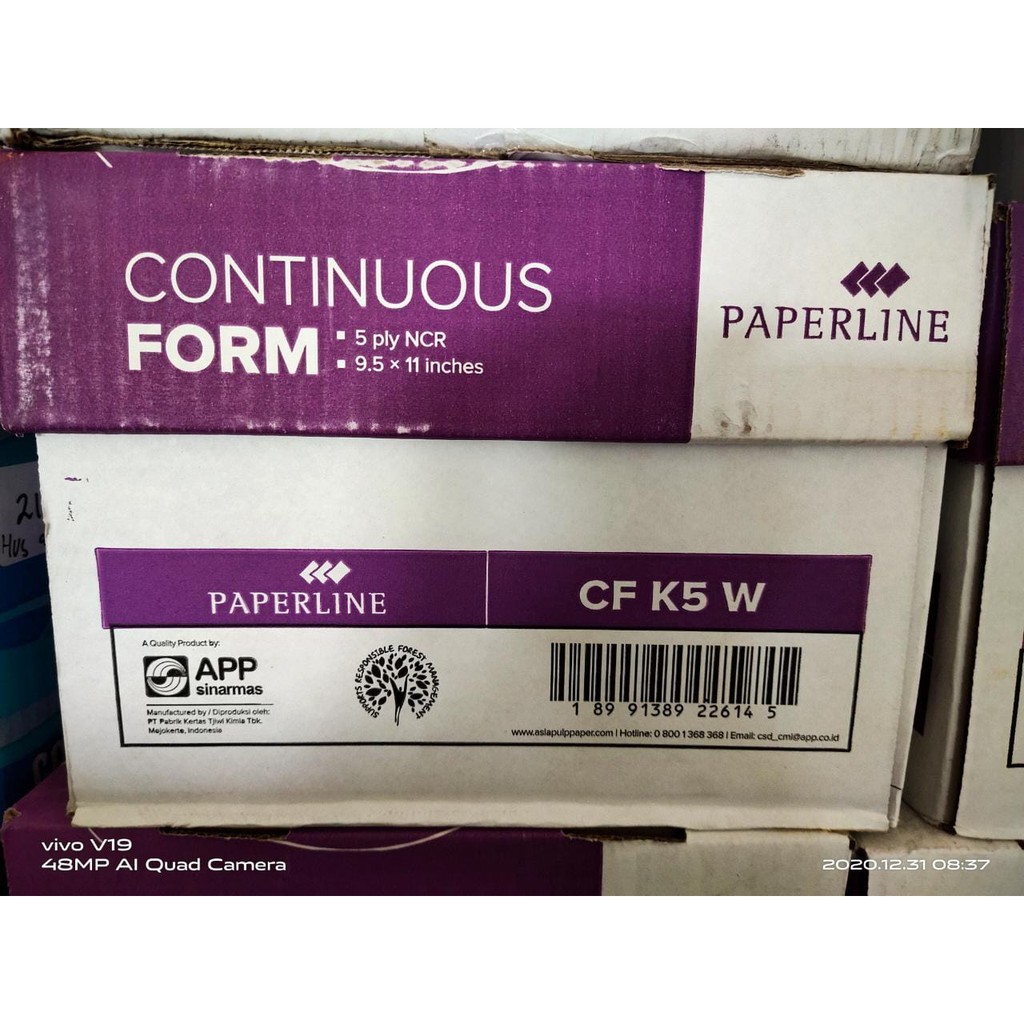 CONTINUOUS
FORM
5 ply NCR
9.5 × 11 inches
PAPERLINE
PAPERLINE
CF K5 W
A Quality Product by:
APP
sinarmas
Manufactured by / Diproduksi oleh:
PT Pabrik Kertas Tjiwi Kimia Tbk.
Mojokerto, Indonesia
SUPPORTS RESPONSIBLE FOREST MANAGEMENT
1 89 91389 22614 5
www.asiapulppaper.com | Hotline: 0 800 1 368 368 | Email: csd_cmi@app.co.id
vivo V19
48MP AI Quad Camera
2020.12.31 08:37